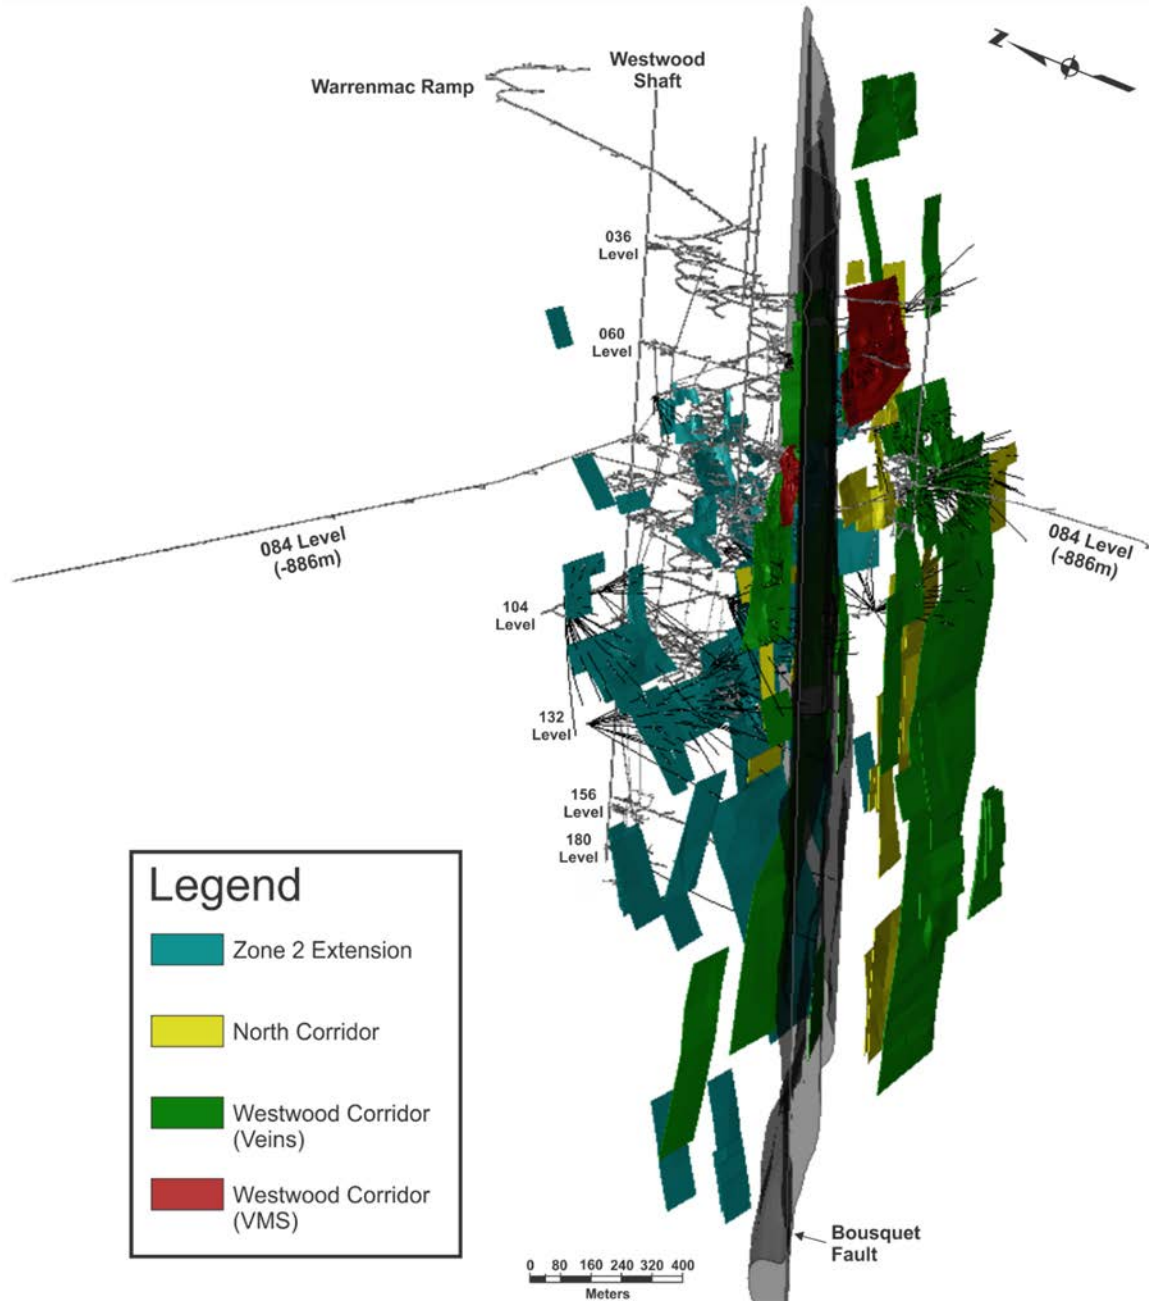 Z
Warrenmac Ramp
Westwood
Shaft
036
Level
060
Level
084 Level
(-886m)
084 Level
(-886m)
104
Level
132
Level
156
Level
180
Level
Legend
Zone 2 Extension
North Corridor
Westwood Corridor
(Veins)
Westwood Corridor
(VMS)
Bousquet
Fault
0 80 160 240 320 400
Meters